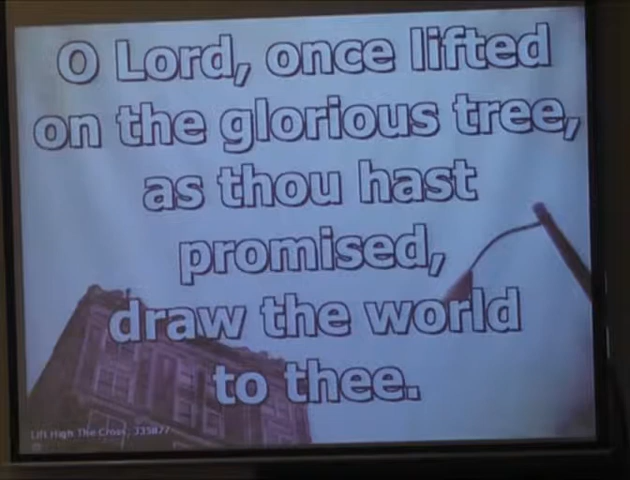 O Lord, once lifted
on the glorious tree,
as thou hast
promised,
draw the world
to thee.
Lift High The Cross, 335877